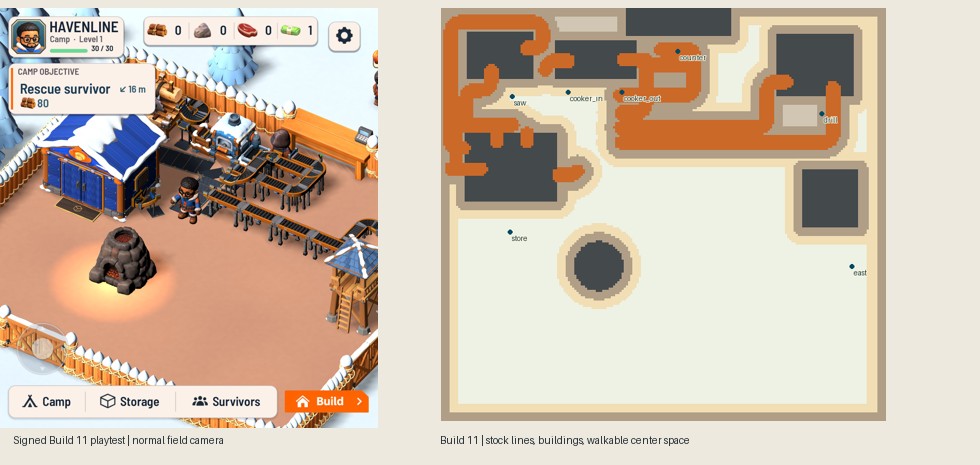 HAVENLINE
Camp · Level 1
30 / 30
0
0
0
1
CAMP OBJECTIVE
Rescue survivor ↙ 16 m
80
Camp
Storage
Survivors
Build >
Signed Build 11 playtest | normal field camera
counter
saw
cooker_in
cooker_out
drill
store
east
Build 11 | stock lines, buildings, walkable center space